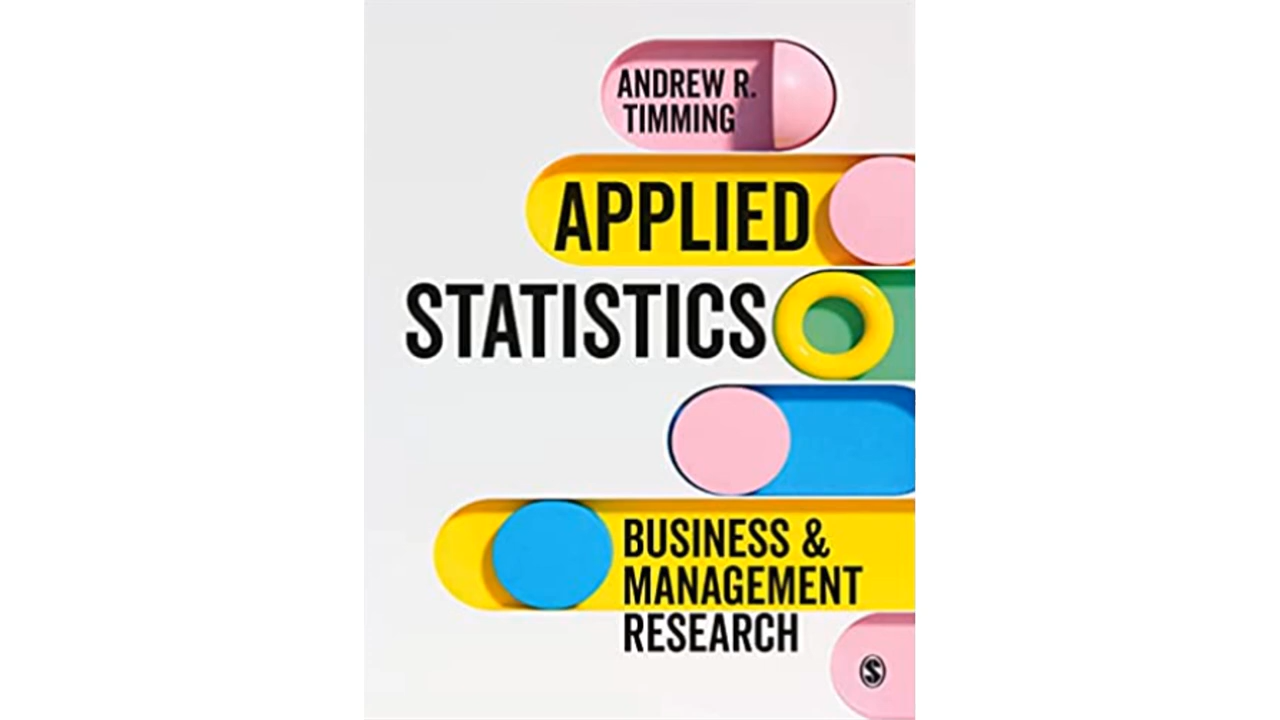 ANDREW R.
TIMMING
APPLIED
STATISTICS
BUSINESS &
MANAGEMENT
RESEARCH
S